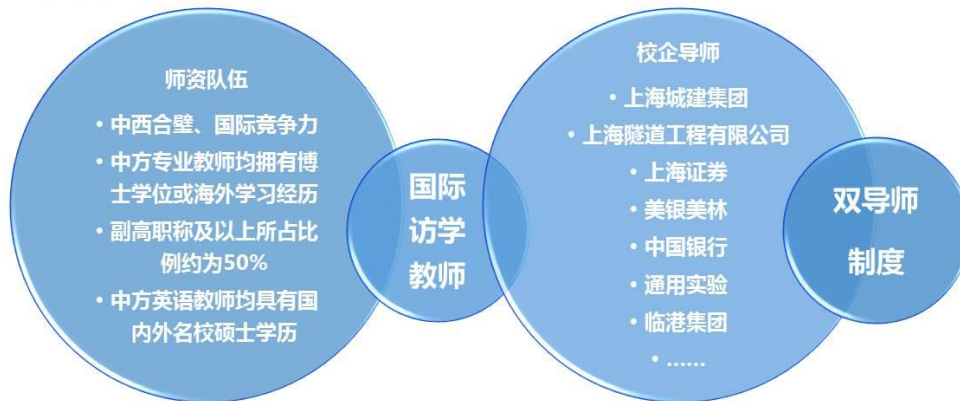 师资队伍
• 中西合璧、国际竞争力
• 中方专业教师均拥有博
士学位或海外学习经历
• 副高职称及以上所占比
例约为50%
• 中方英语教师均具有国
内外名校硕士学历
国际
访学
教师
校企导师
• 上海城建集团
• 上海隧道工程有限公司
• 上海证券
• 美银美林
• 中国银行
• 通用实验
• 临港集团
• ......
双导师
制度